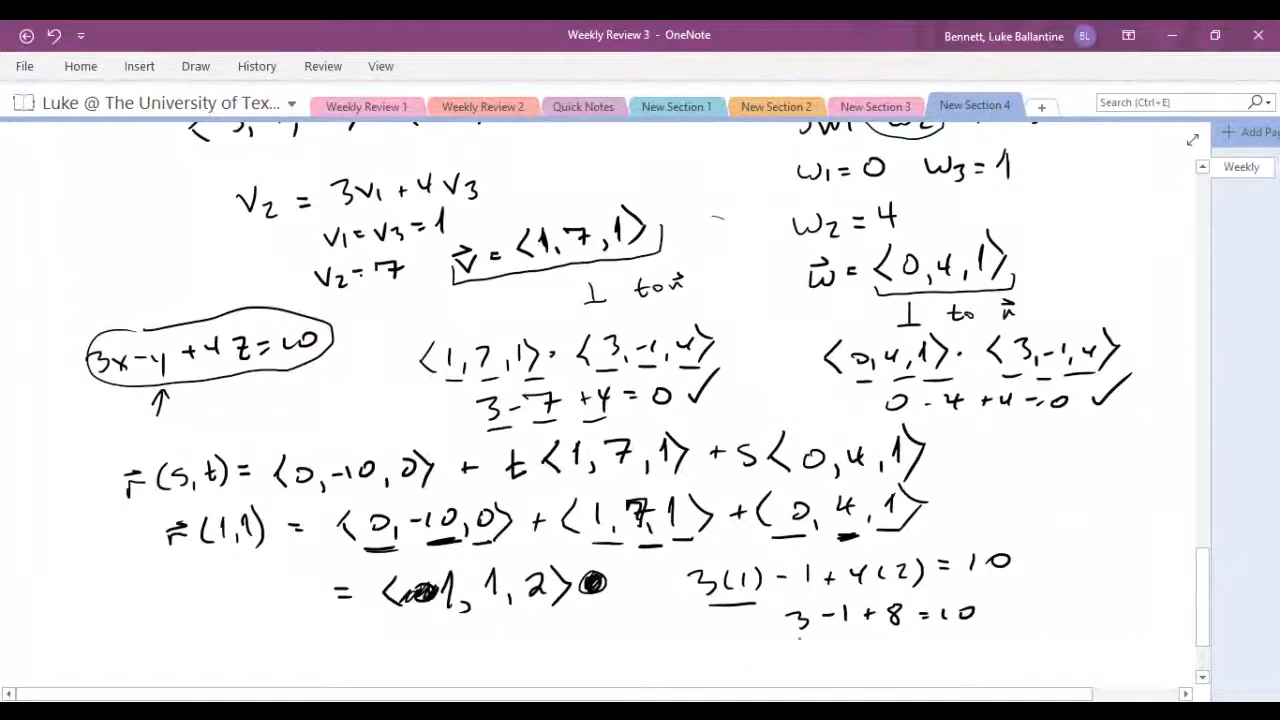 Weekly Review 3 - OneNote
Bennett, Luke Ballantine BL
File Home Insert Draw History Review View
Luke @ The University of Tex...
Weekly Review 1 Weekly Review 2 Quick Notes New Section 1 New Section 2 New Section 3 New Section 4 +
Search (Ctrl+E)
+ Add Pag
Weekly
v₂ = 3v₁ + 4v₃
v₁ = v₃ = 1
v₂ = 7
v⃗ = <1, 7, 1>
⊥ to n⃗
w₁ = 0 w₃ = 1
w₂ = 4
w⃗ = <0, 4, 1>
⊥ to n⃗
3x - y + 4z = 10
<1, 7, 1> · <3, -1, 4>
3 - 7 + 4 = 0 ✓
<0, 4, 1> · <3, -1, 4>
0 - 4 + 4 = 0 ✓
r⃗(s,t) = <0, -10, 0> + t<1, 7, 1> + s<0, 4, 1>
r⃗(1,1) = <0, -10, 0> + <1, 7, 1> + <0, 4, 1>
= <1, 1, 2>
3(1) - 1 + 4(2) = 10
3 - 1 + 8 = 10